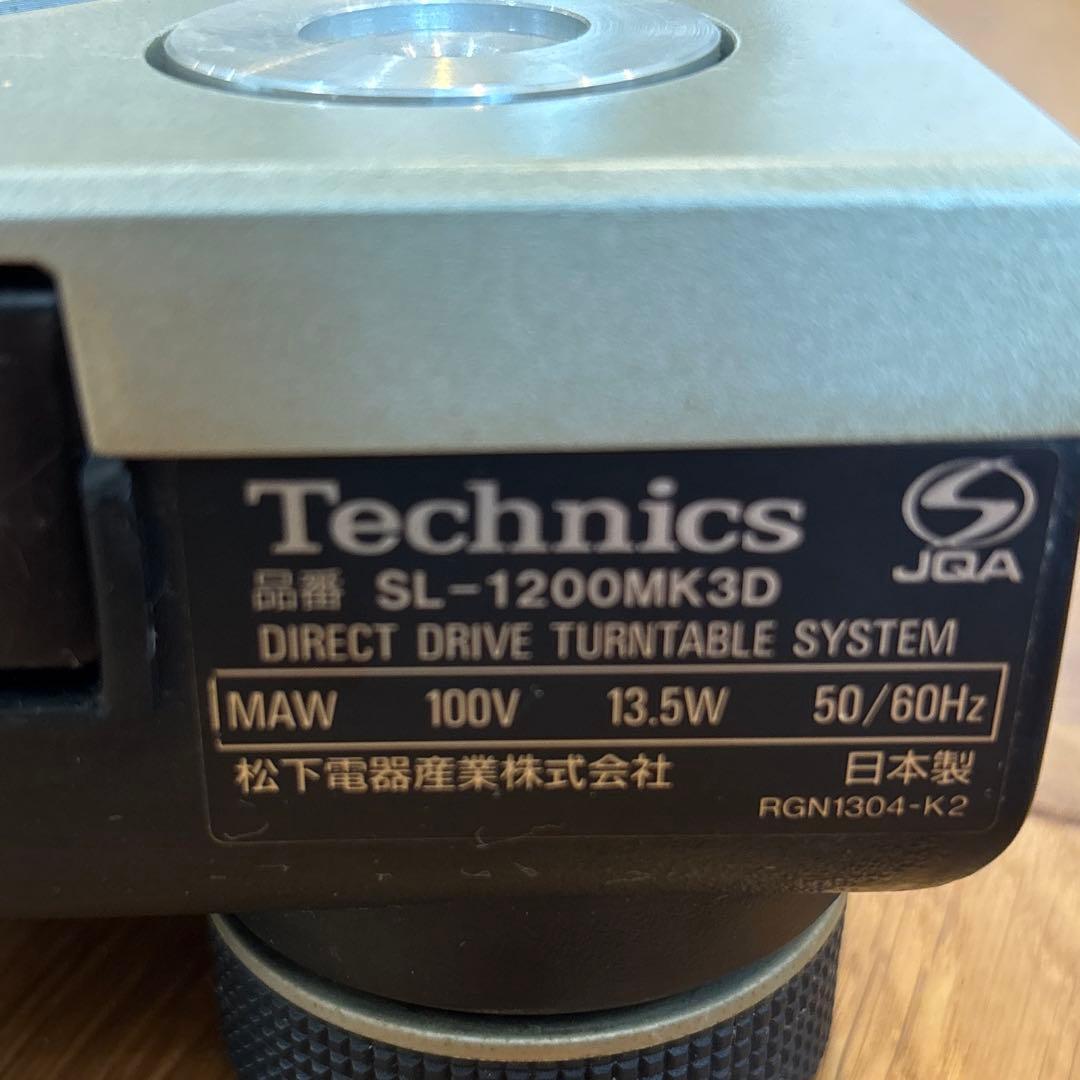 Technics
JQA
品番 SL-1200MK3D
DIRECT DRIVE TURNTABLE SYSTEM
MAW 100V 13.5W 50/60Hz
松下電器産業株式会社 日本製
RGN1304-K2